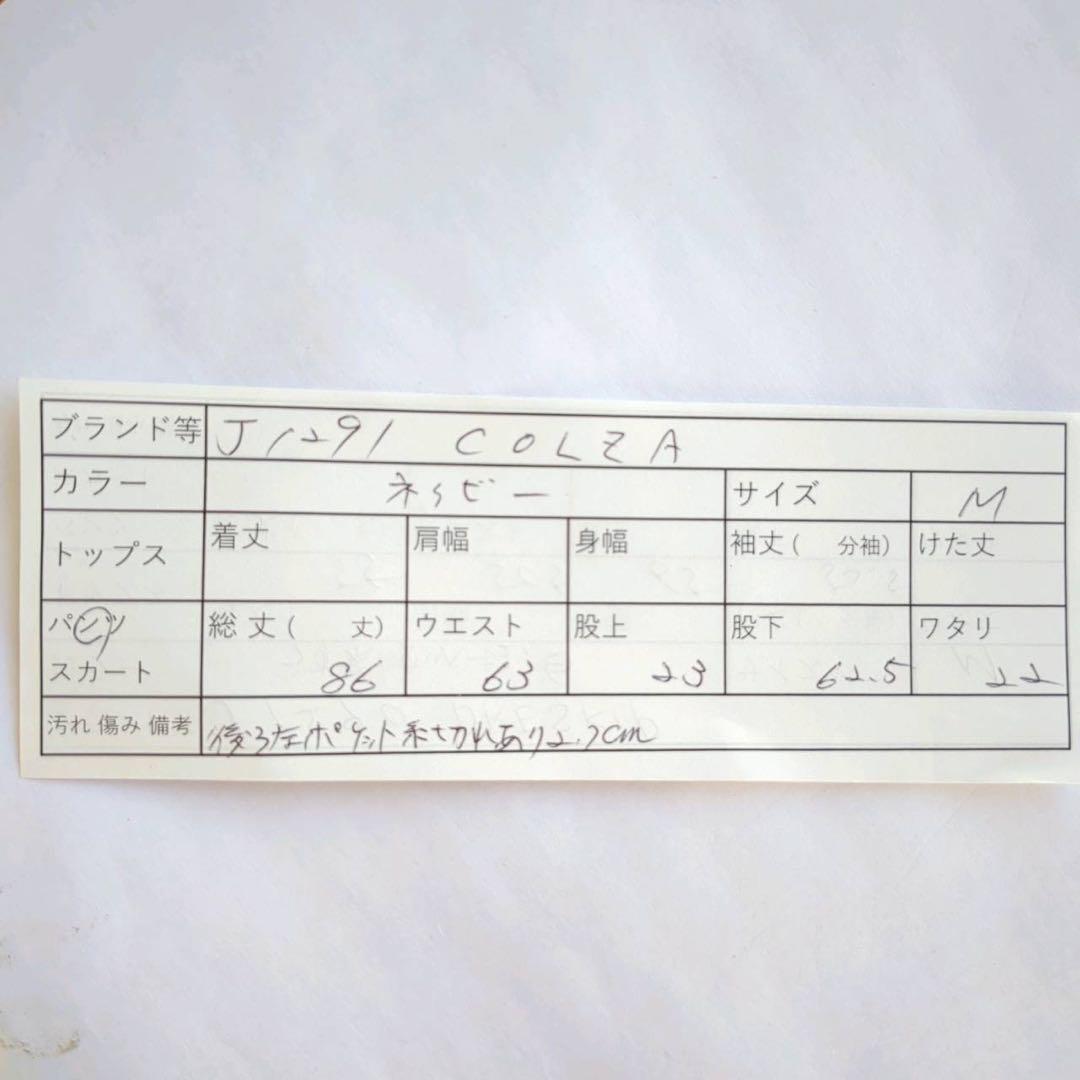 ブランド等 J1291 COLZA
カラー ネイビー サイズ M
トップス 着丈 肩幅 身幅 袖丈( 分袖) けた丈
パンツ 総丈( 丈) ウエスト 股上 股下 ワタリ
スカート 86 63 23 62.5 22
汚れ 傷み 備考 後ろ左ポケット糸切れあり2.7cm